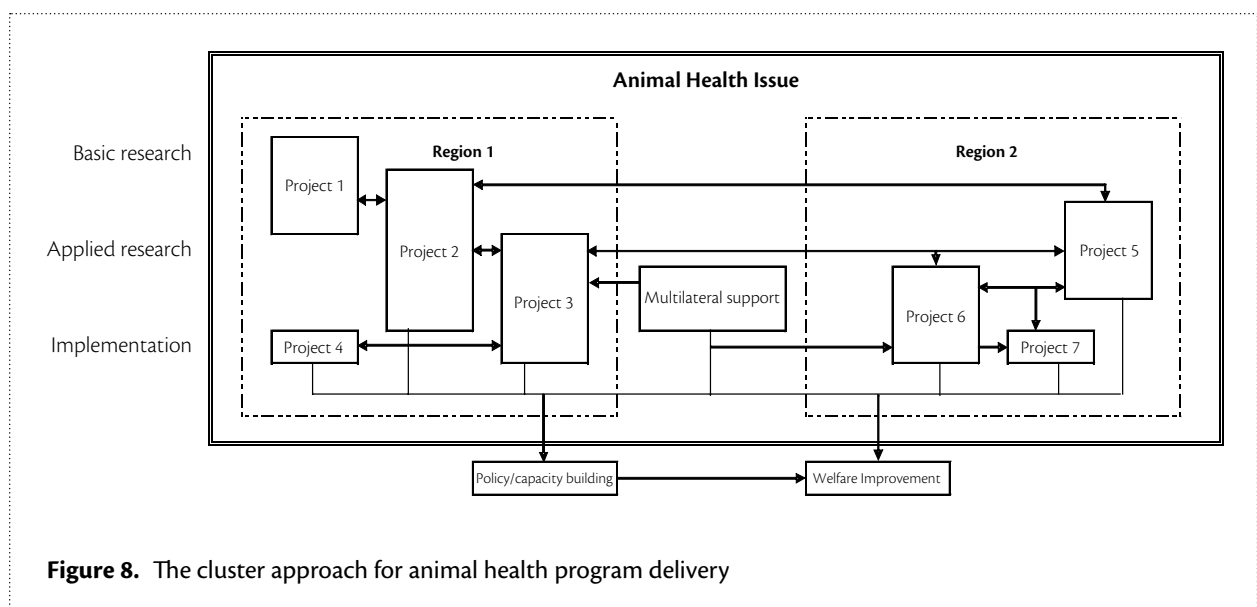 Animal Health Issue
Basic research
Region 1
Region 2
Project 1
Project 2
Applied research
Project 5
Project 3
Multilateral support
Project 6
Implementation
Project 4
Project 7
Policy/capacity building
Welfare Improvement
Figure 8. The cluster approach for animal health program delivery